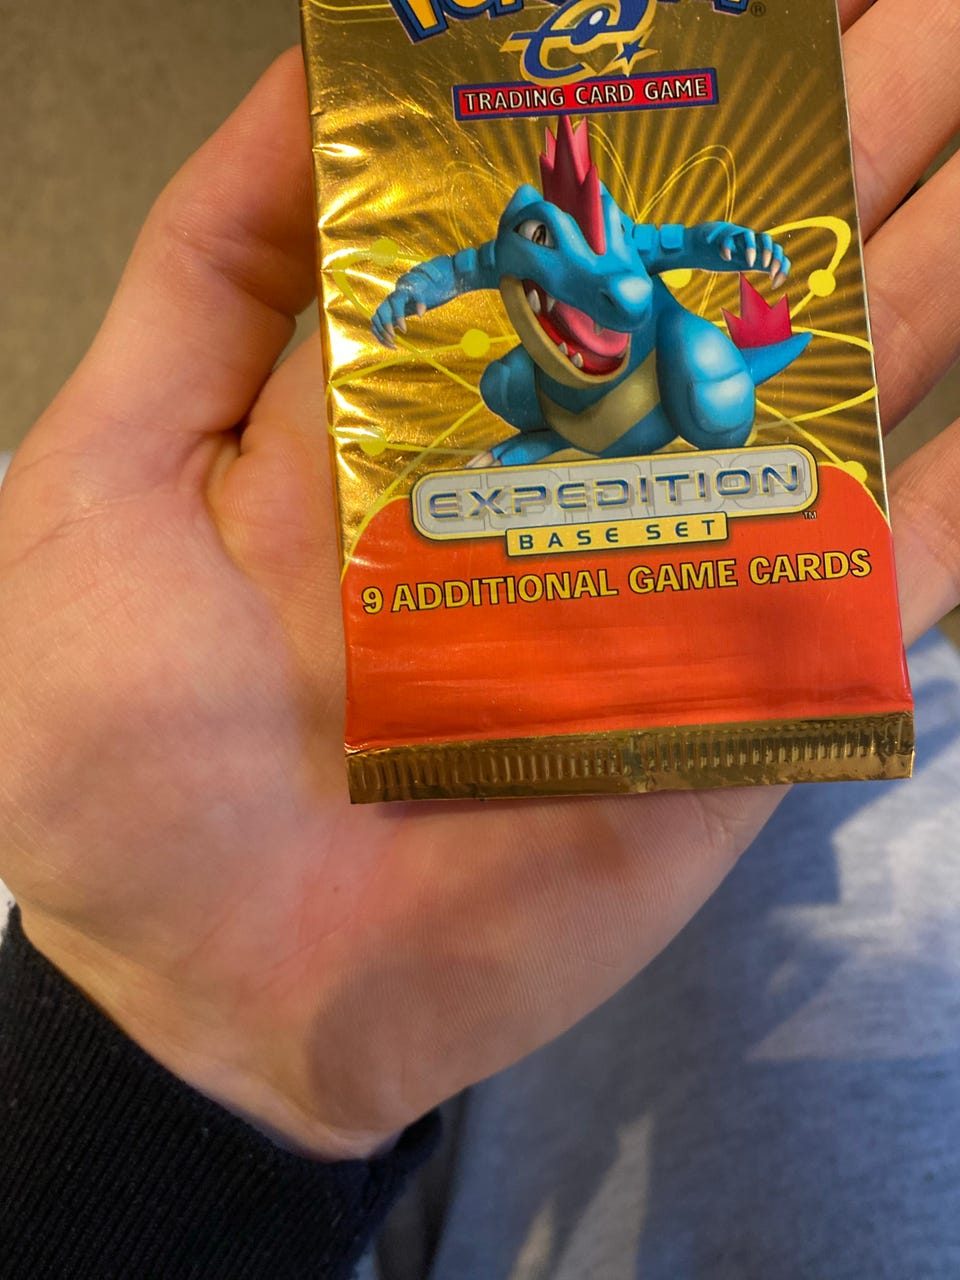 e
TRADING CARD GAME
EXPEDITION
BASE SET
9 ADDITIONAL GAME CARDS